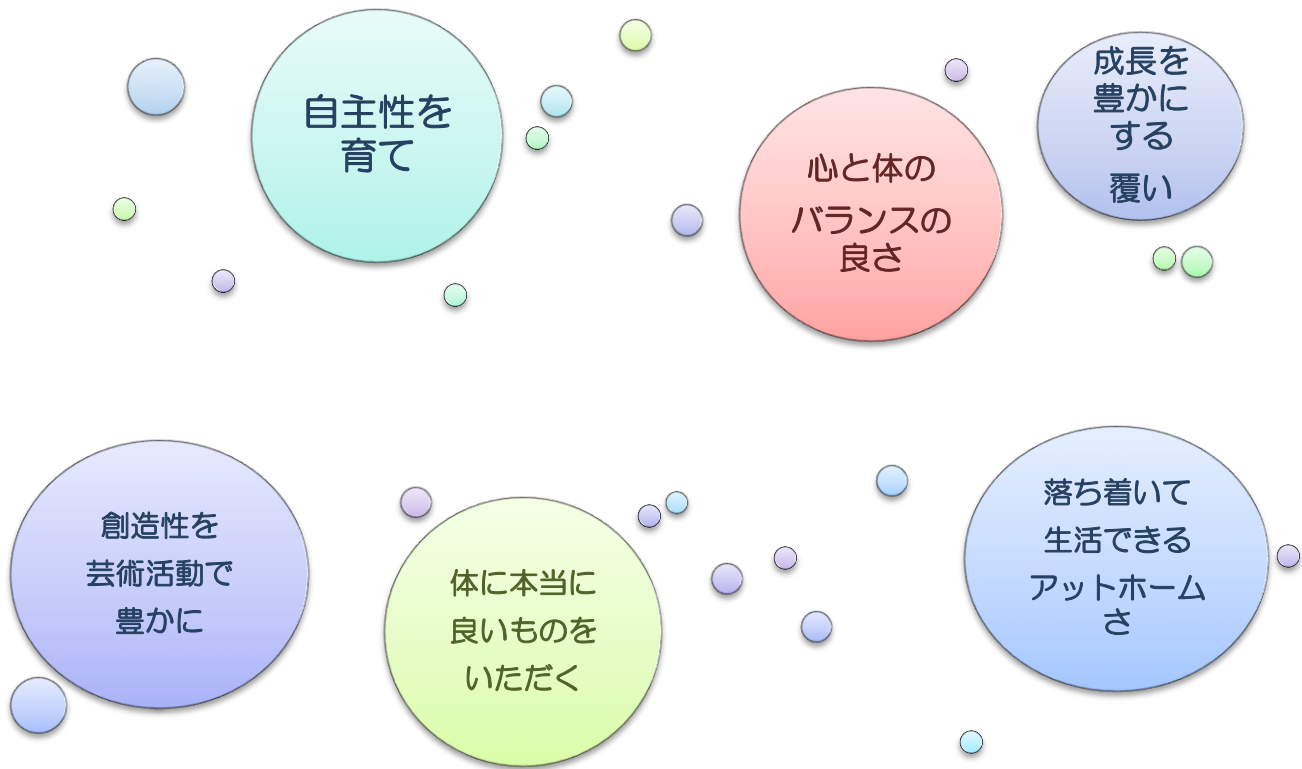 自主性を
育て
心と体の
バランスの
良さ
成長を
豊かに
する
覆い
創造性を
芸術活動で
豊かに
体に本当に
良いものを
いただく
落ち着いて
生活できる
アットホーム
さ